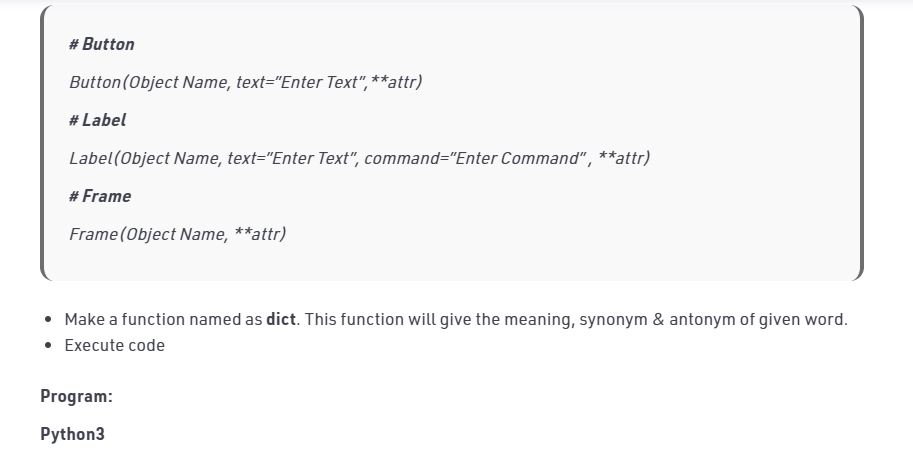 # Button
Button(Object Name, text=”Enter Text”,**attr)
# Label
Label(Object Name, text=”Enter Text”, command=”Enter Command” , **attr)
# Frame
Frame(Object Name, **attr)
• Make a function named as dict. This function will give the meaning, synonym & antonym of given word.
• Execute code
Program:
Python3